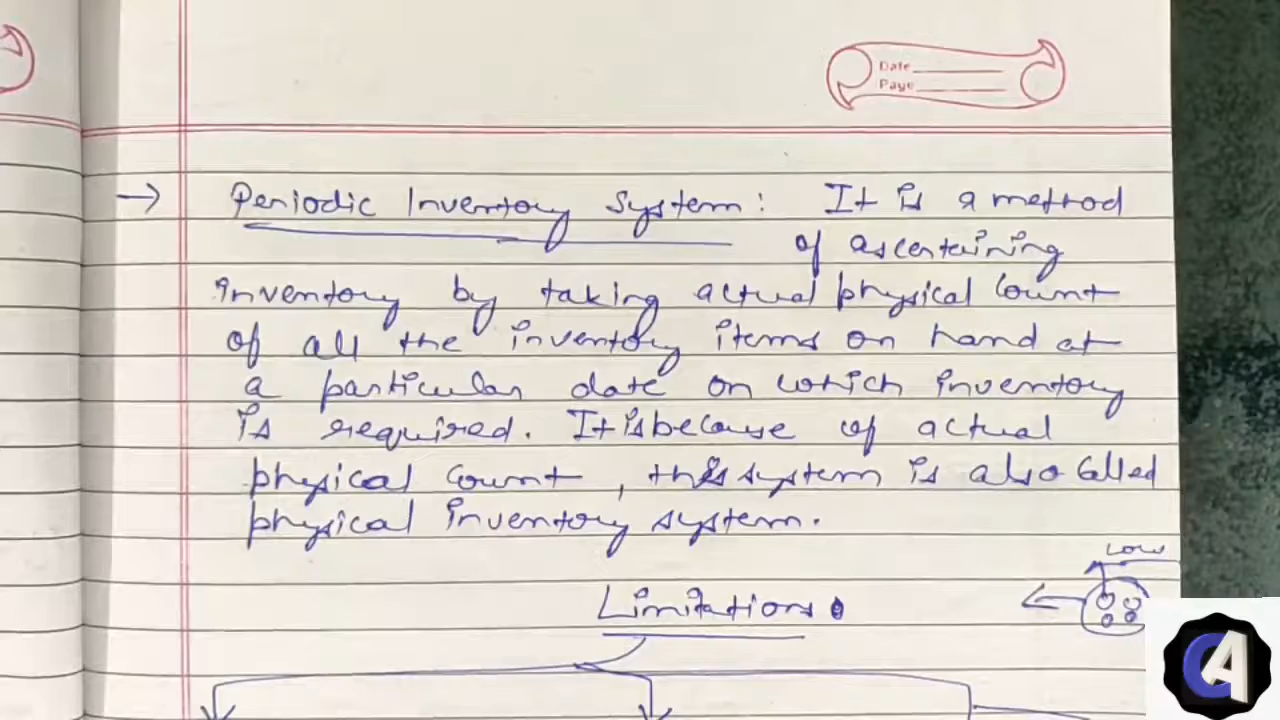 Date
Page
→ Periodic Inventory System: It is a method
of ascertaining
inventory by taking actual physical count
of all the inventory items on hand at
a particular date on which inventory
is required. It is because of actual
physical count, this system is also called
physical inventory system.
Low
Limitations
CA